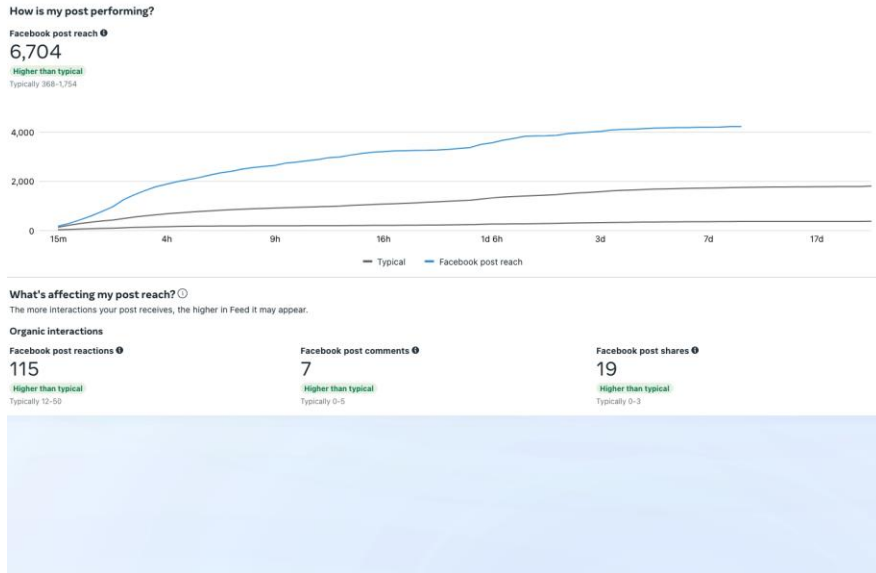 How is my post performing?
Facebook post reach
6,704
Higher than typical
Typically 368-1,754
4,000
2,000
0
15m 4h 9h 16h 1d 6h 3d 7d 17d
Typical Facebook post reach
What's affecting my post reach?
The more interactions your post receives, the higher in Feed it may appear.
Organic interactions
Facebook post reactions Facebook post comments Facebook post shares
115 7 19
Higher than typical Higher than typical Higher than typical
Typically 12-50 Typically 0-5 Typically 0-3